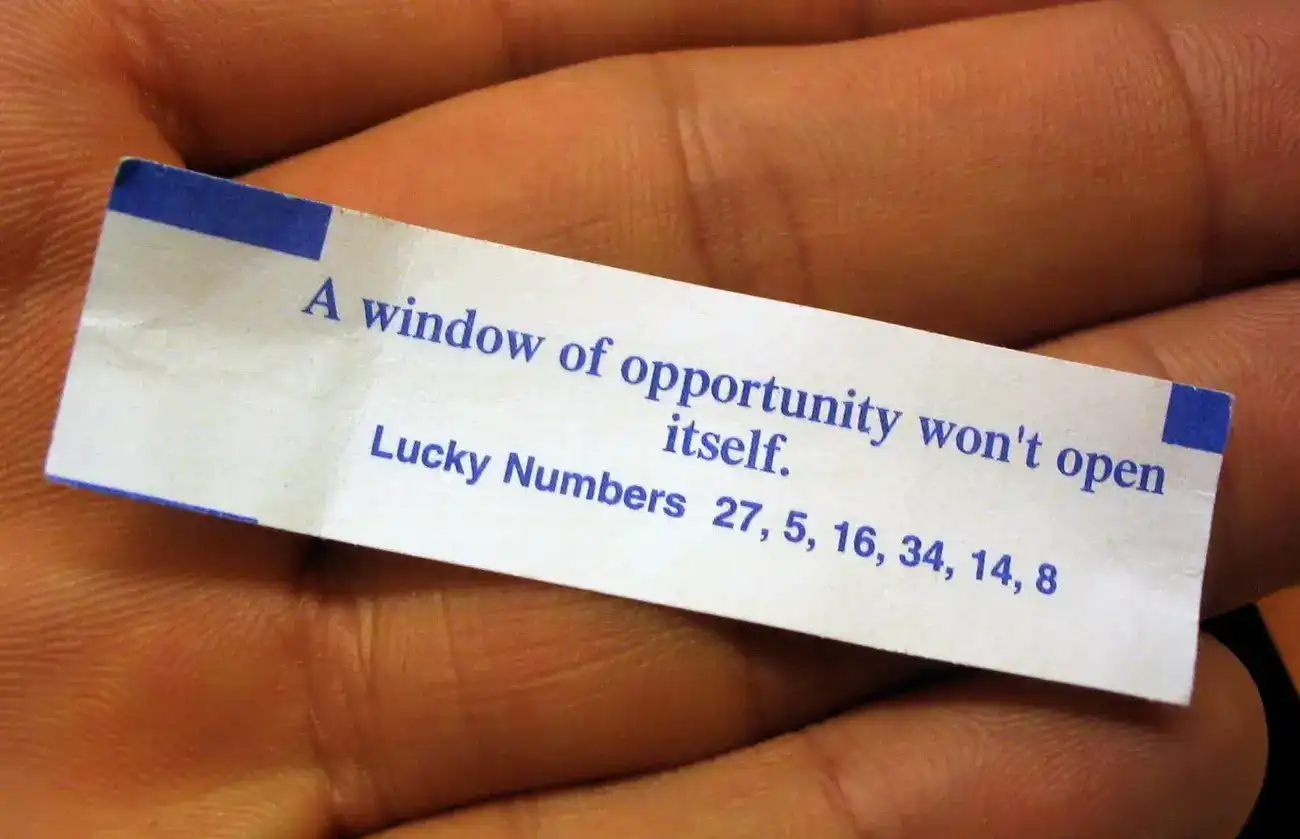 A window of opportunity won't open
itself.
Lucky Numbers 27, 5, 16, 34, 14, 8